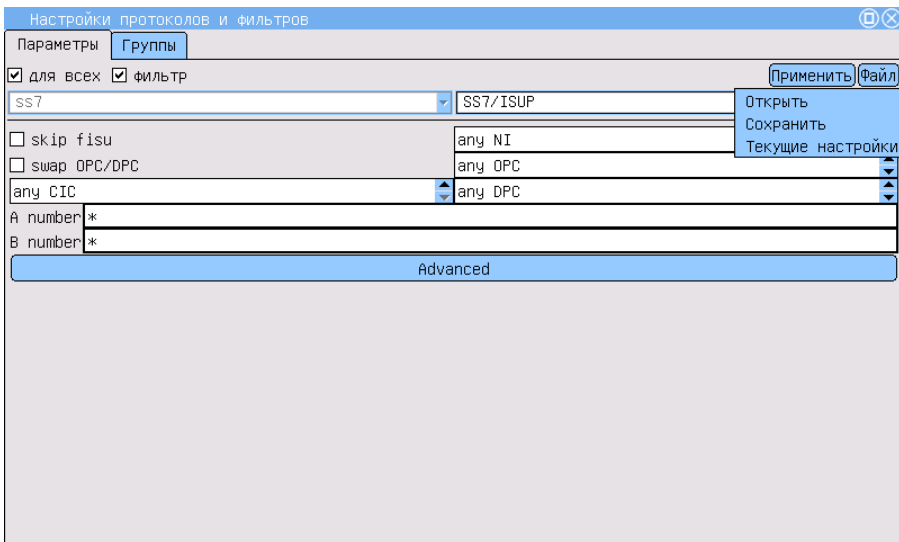 Настройки протоколов и фильтров
Параметры Группы
для всех фильтр Применить Файл
ss7 SS7/ISUP Открыть
Сохранить
skip fisu any NI Текущие настройки
swap OPC/DPC any OPC
any CIC any DPC
A number *
B number *
Advanced